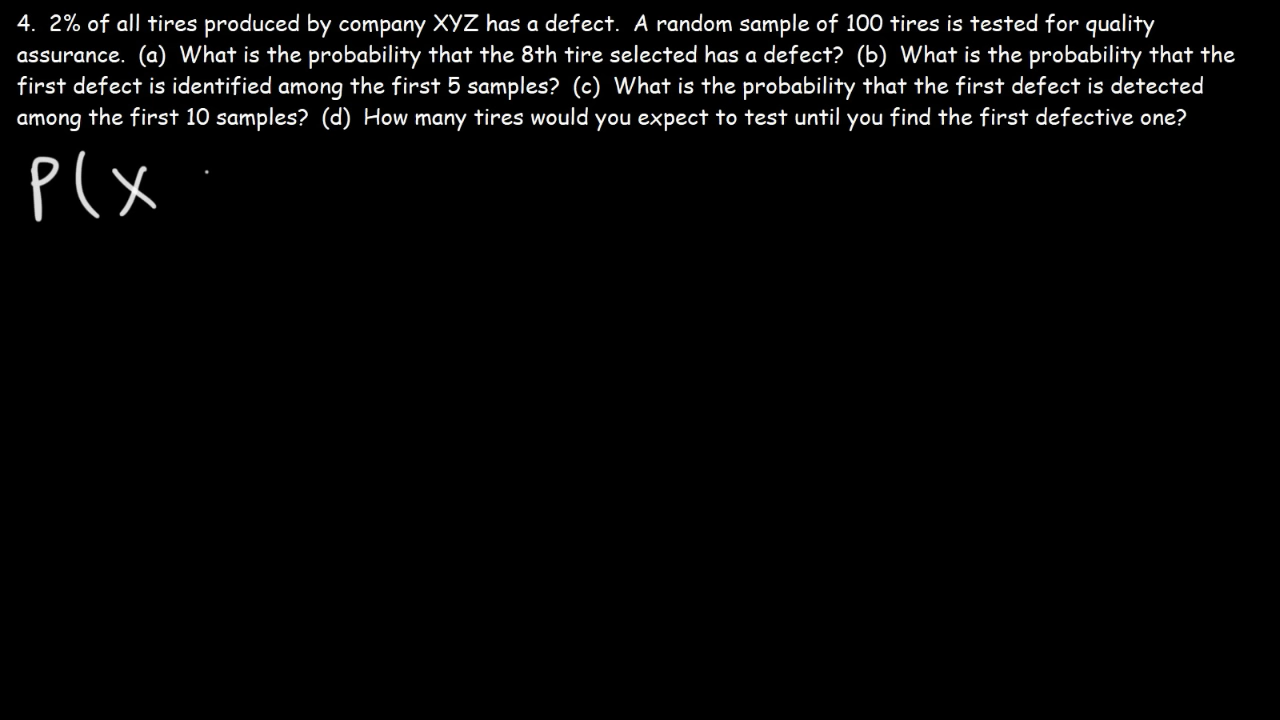 4. 2% of all tires produced by company XYZ has a defect. A random sample of 100 tires is tested for quality
assurance. (a) What is the probability that the 8th tire selected has a defect? (b) What is the probability that the
first defect is identified among the first 5 samples? (c) What is the probability that the first defect is detected
among the first 10 samples? (d) How many tires would you expect to test until you find the first defective one?
P(x